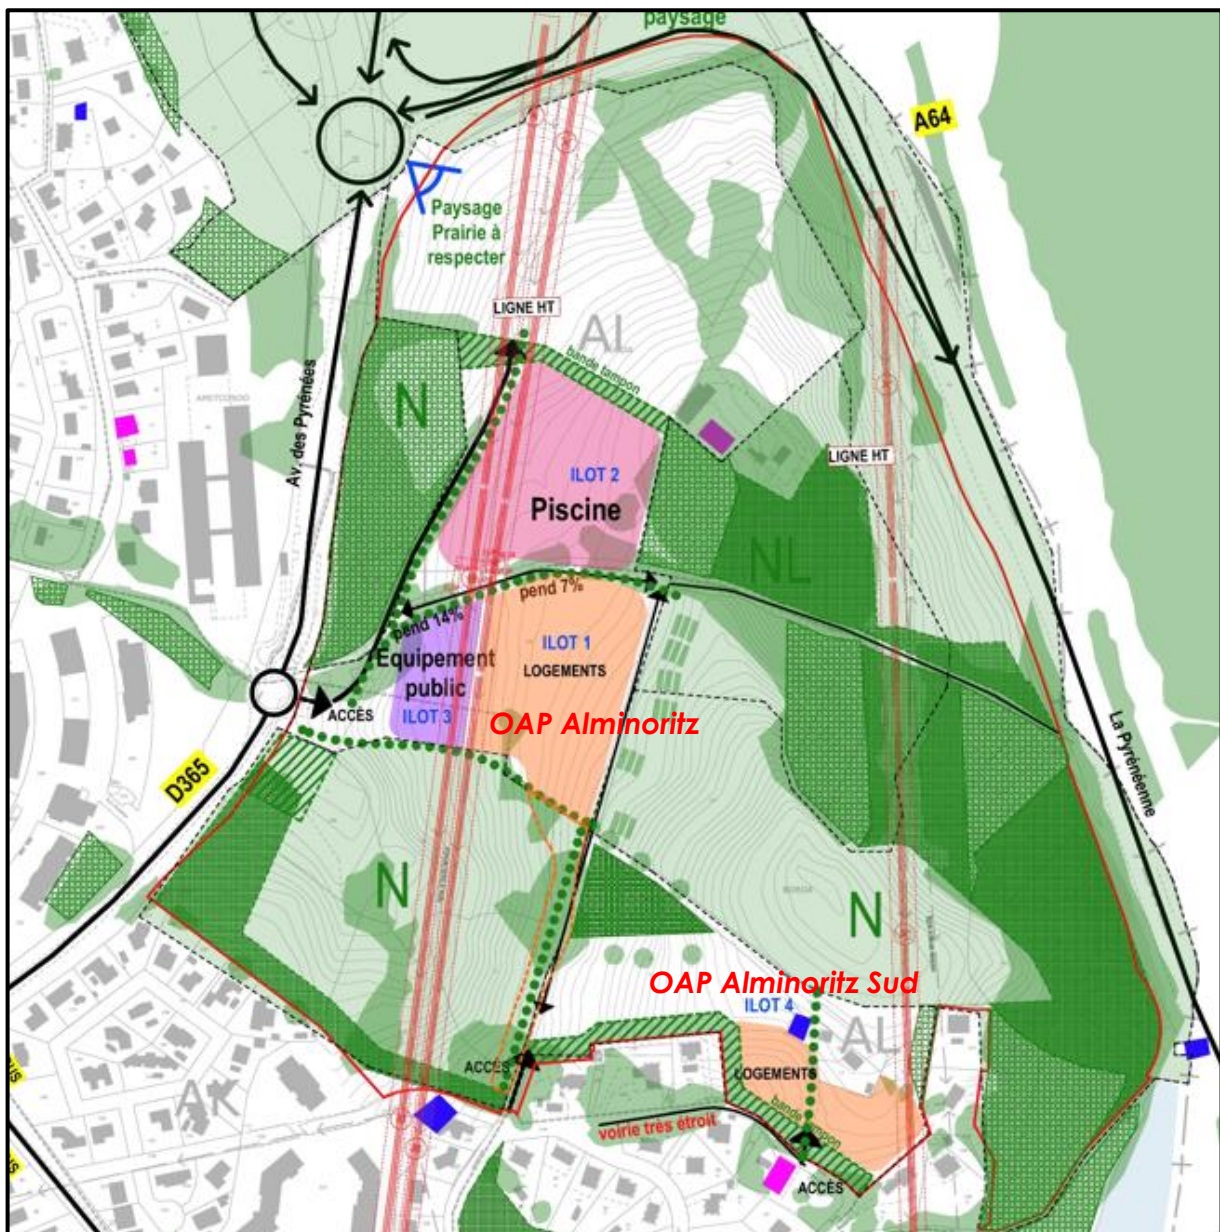 paysage
A64
Paysage
Prairie à
respecter
LIGNE HT
AL
bande tampon
Av. des Pyrénées
N
LIGNE HT
ILOT 2
Piscine
NL
pend 7%
pend 14%
ILOT 1
LOGEMENTS
Equipement
public
ILOT 3
ACCÈS
OAP Alminoritz
D365
La Pyrénéenne
N
N
OAP Alminoritz Sud
ILOT 4
AL
ACCÈS
LOGEMENTS
bande tampon
AK
voirie très étroit
ACCÈS